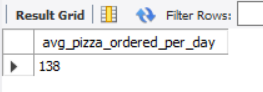 Result Grid Filter Rows:
avg_pizza_ordered_per_day
138